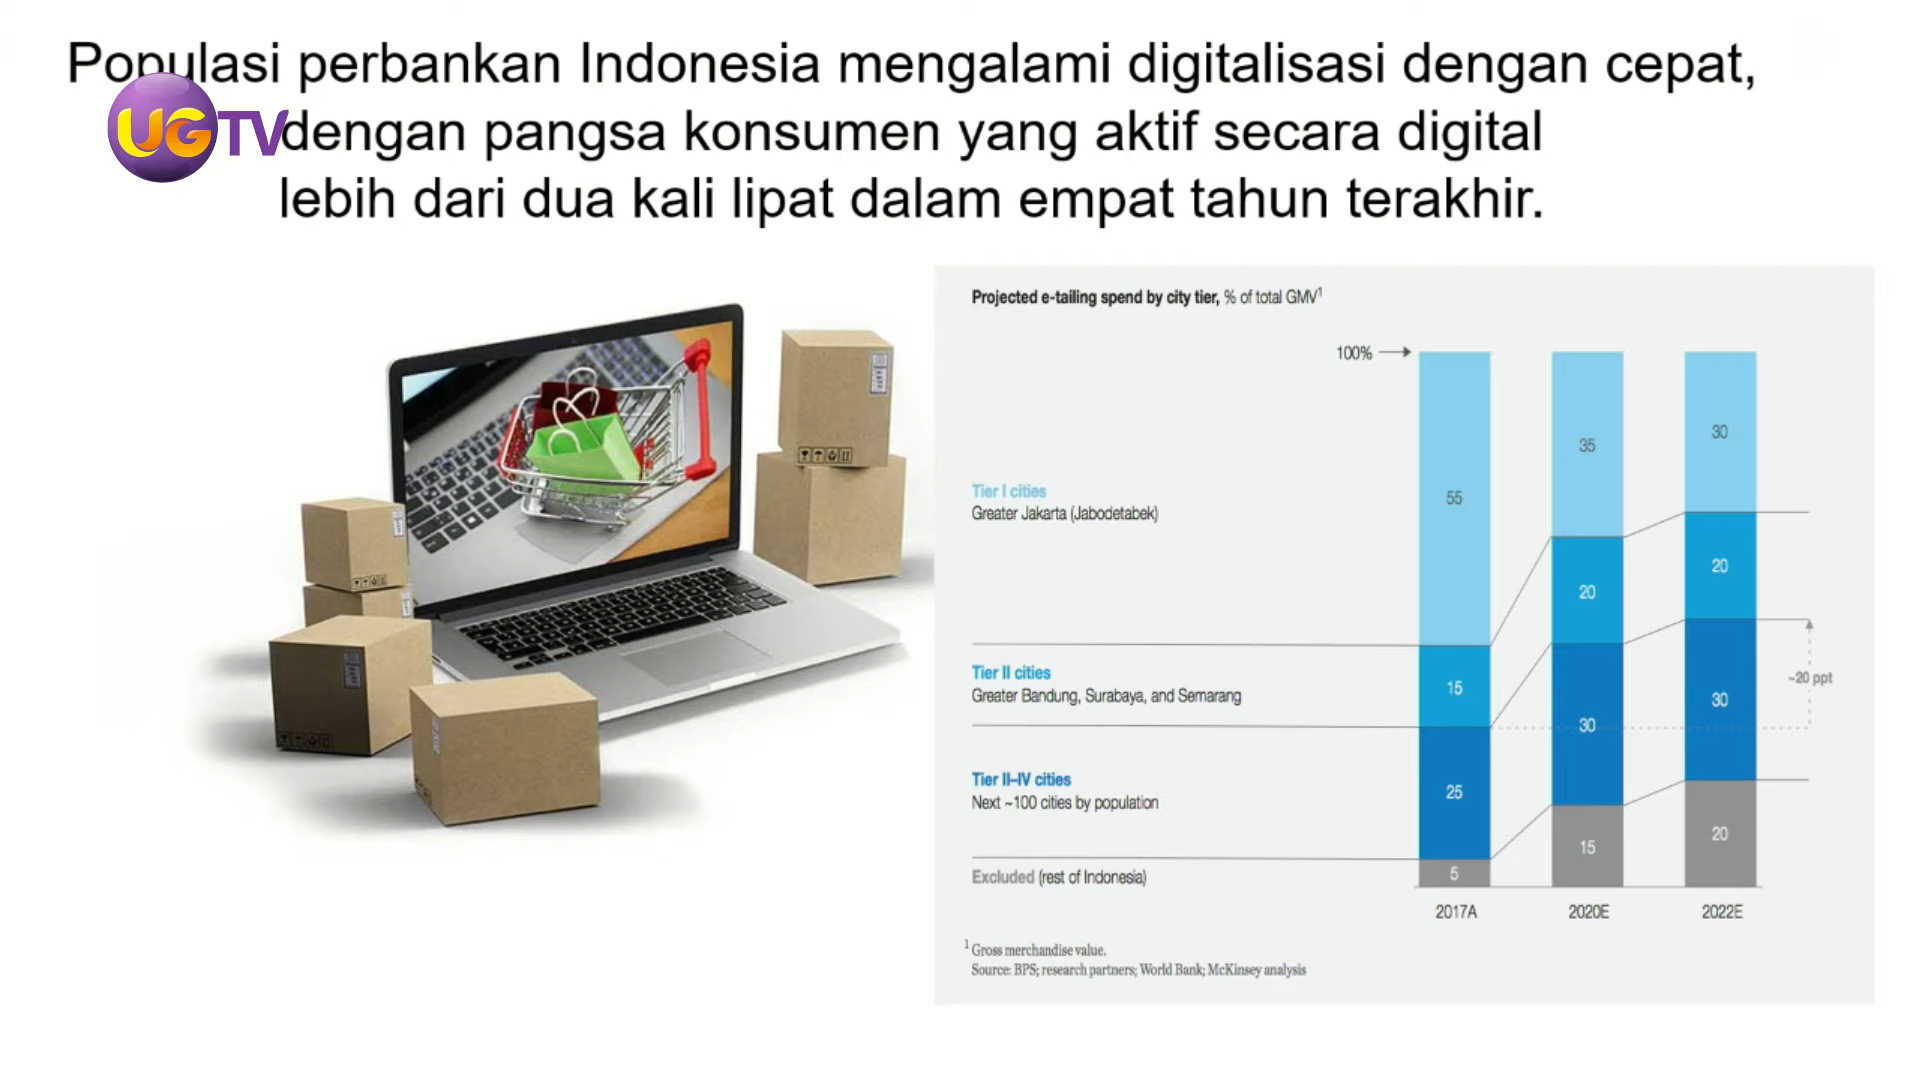 Populasi perbankan Indonesia mengalami digitalisasi dengan cepat,
dengan pangsa konsumen yang aktif secara digital
lebih dari dua kali lipat dalam empat tahun terakhir.
UGTV
Projected e-tailing spend by city tier, % of total GMV¹
100%
55
35
30
Tier I cities
Greater Jakarta (Jabodetabek)
20
20
Tier II cities
Greater Bandung, Surabaya, and Semarang
15
30
30
~20 ppt
Tier II–IV cities
Next ~100 cities by population
25
Excluded (rest of Indonesia)
5
15
20
2017A
2020E
2022E
¹ Gross merchandise value.
Source: BPS; research partners; World Bank; McKinsey analysis